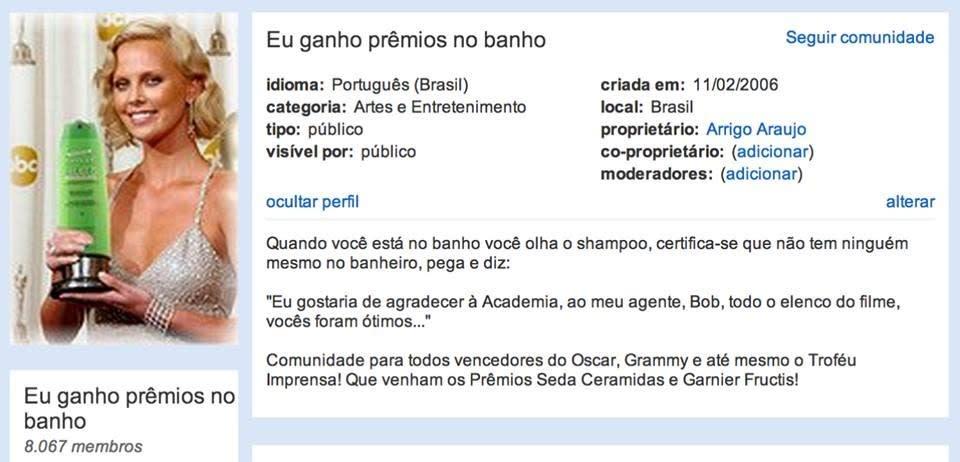 Eu ganho prêmios no banho
Seguir comunidade
idioma: Português (Brasil)
categoria: Artes e Entretenimento
tipo: público
visível por: público
criada em: 11/02/2006
local: Brasil
proprietário: Arrigo Araujo
co-proprietário: (adicionar)
moderadores: (adicionar)
ocultar perfil
alterar
Quando você está no banho você olha o shampoo, certifica-se que não tem ninguém
mesmo no banheiro, pega e diz:
"Eu gostaria de agradecer à Academia, ao meu agente, Bob, todo o elenco do filme,
vocês foram ótimos..."
Comunidade para todos vencedores do Oscar, Grammy e até mesmo o Troféu
Imprensa! Que venham os Prêmios Seda Ceramidas e Garnier Fructis!
abc
Eu ganho prêmios no
banho
8.067 membros